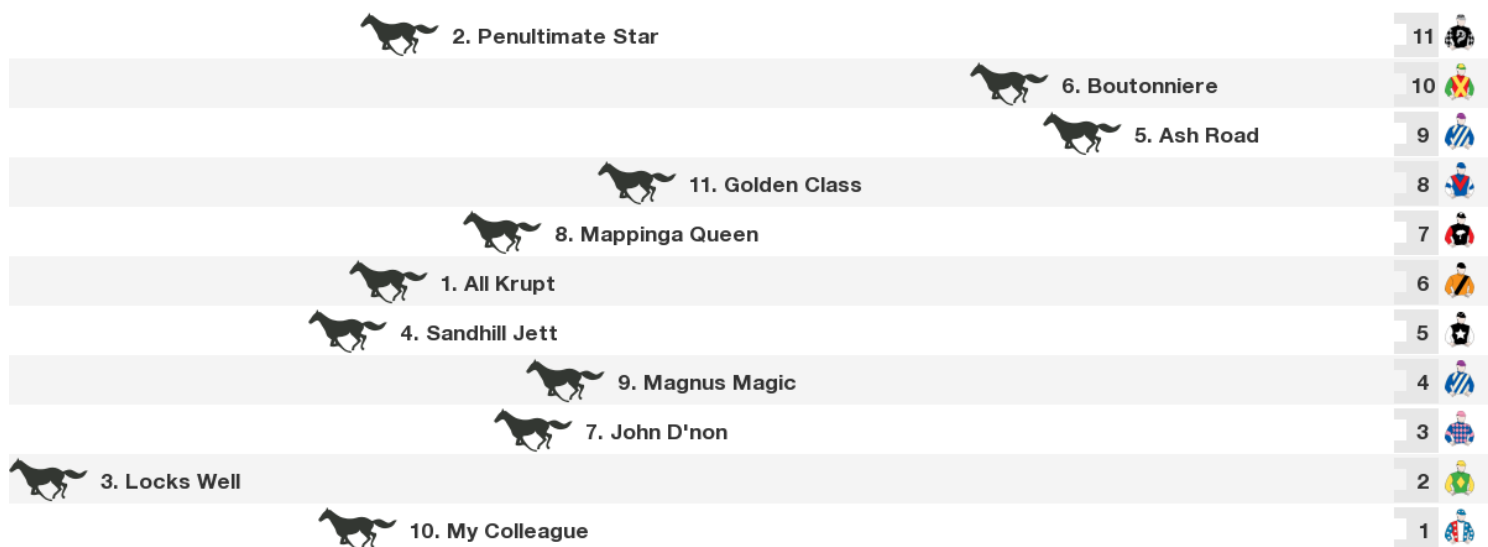 2. Penultimate Star 11
6. Boutonniere 10
5. Ash Road 9
11. Golden Class 8
8. Mappinga Queen 7
1. All Krupt 6
4. Sandhill Jett 5
9. Magnus Magic 4
7. John D'non 3
3. Locks Well 2
10. My Colleague 1